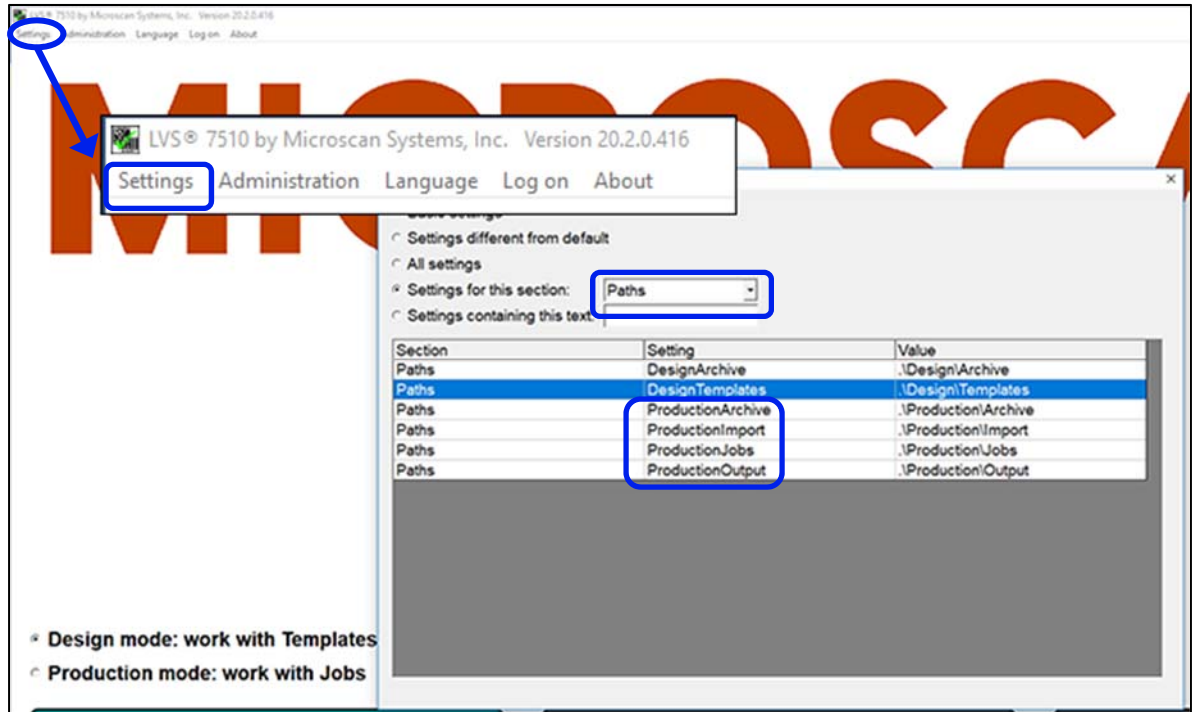 LVS® 7510 by Microscan Systems, Inc. Version 20.2.0.416
Settings Administration Language Log on About
MICROSCA
LVS® 7510 by Microscan Systems, Inc. Version 20.2.0.416
Settings Administration Language Log on About
Settings different from default
All settings
Settings for this section: Paths
Settings containing this text:
Section Setting Value
Paths DesignArchive .\Design\Archive
Paths DesignTemplates .\Design\Templates
Paths ProductionArchive .\Production\Archive
Paths ProductionImport .\Production\Import
Paths ProductionJobs .\Production\Jobs
Paths ProductionOutput .\Production\Output
Design mode: work with Templates
Production mode: work with Jobs